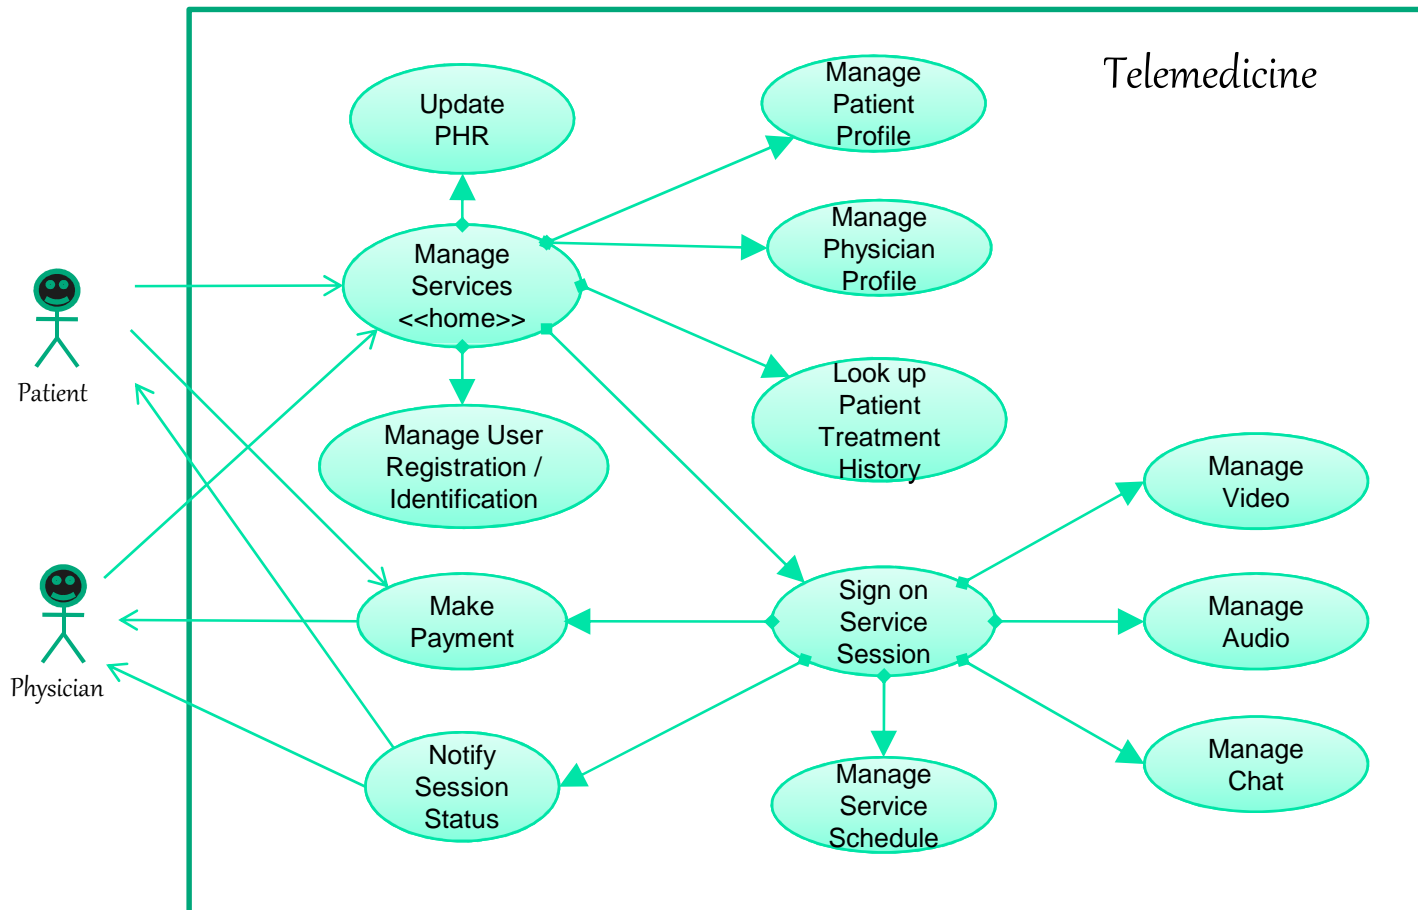 Telemedicine
Update
PHR
Manage
Patient
Profile
Manage
Physician
Profile
Manage
Services
<<home>>
Patient
Look up
Patient
Treatment
History
Manage User
Registration /
Identification
Manage
Video
Make
Payment
Sign on
Service
Session
Manage
Audio
Physician
Notify
Session
Status
Manage
Service
Schedule
Manage
Chat